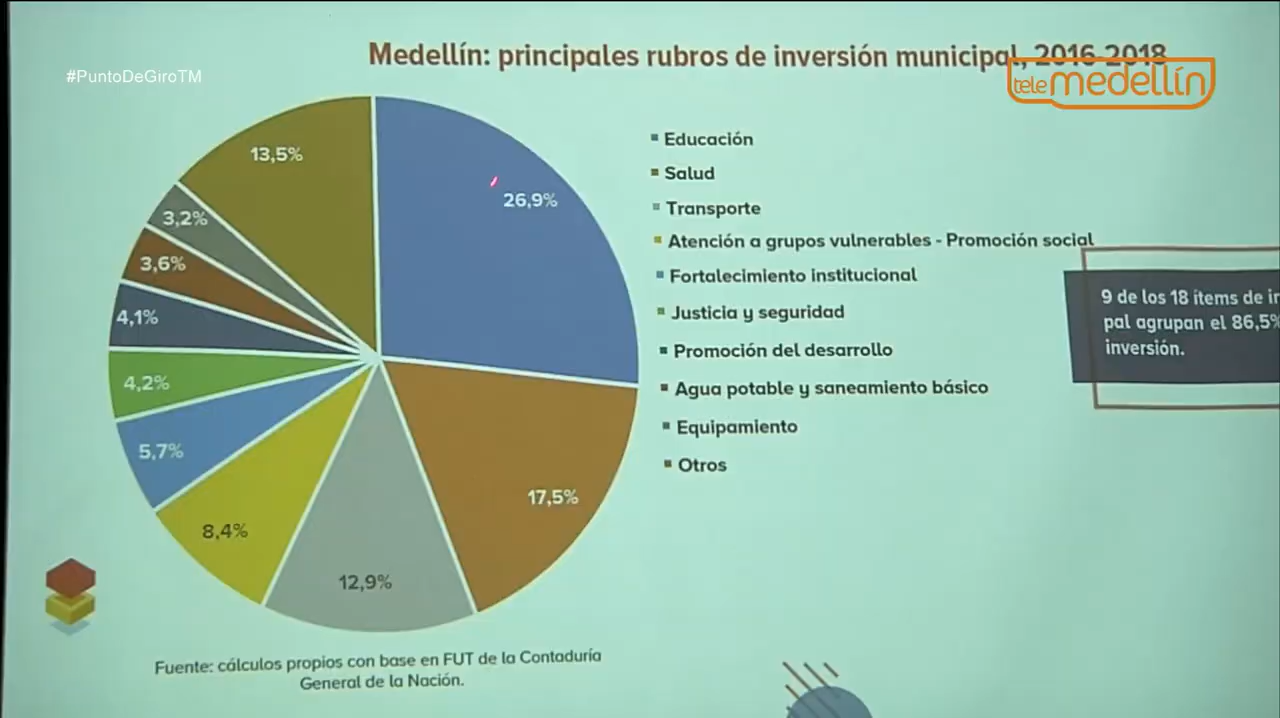 Medellín: principales rubros de inversión municipal, 2016-2018
#PuntoDeGiroTM
tele medellín
13,5%
26,9%
3,2%
3,6%
4,1%
4,2%
5,7%
8,4%
12,9%
17,5%
Educación
Salud
Transporte
Atención a grupos vulnerables - Promoción social
Fortalecimiento institucional
Justicia y seguridad
Promoción del desarrollo
Agua potable y saneamiento básico
Equipamiento
Otros
9 de los 18 ítems de in
pal agrupan el 86,5%
inversión.
Fuente: cálculos propios con base en FUT de la Contaduría
General de la Nación.